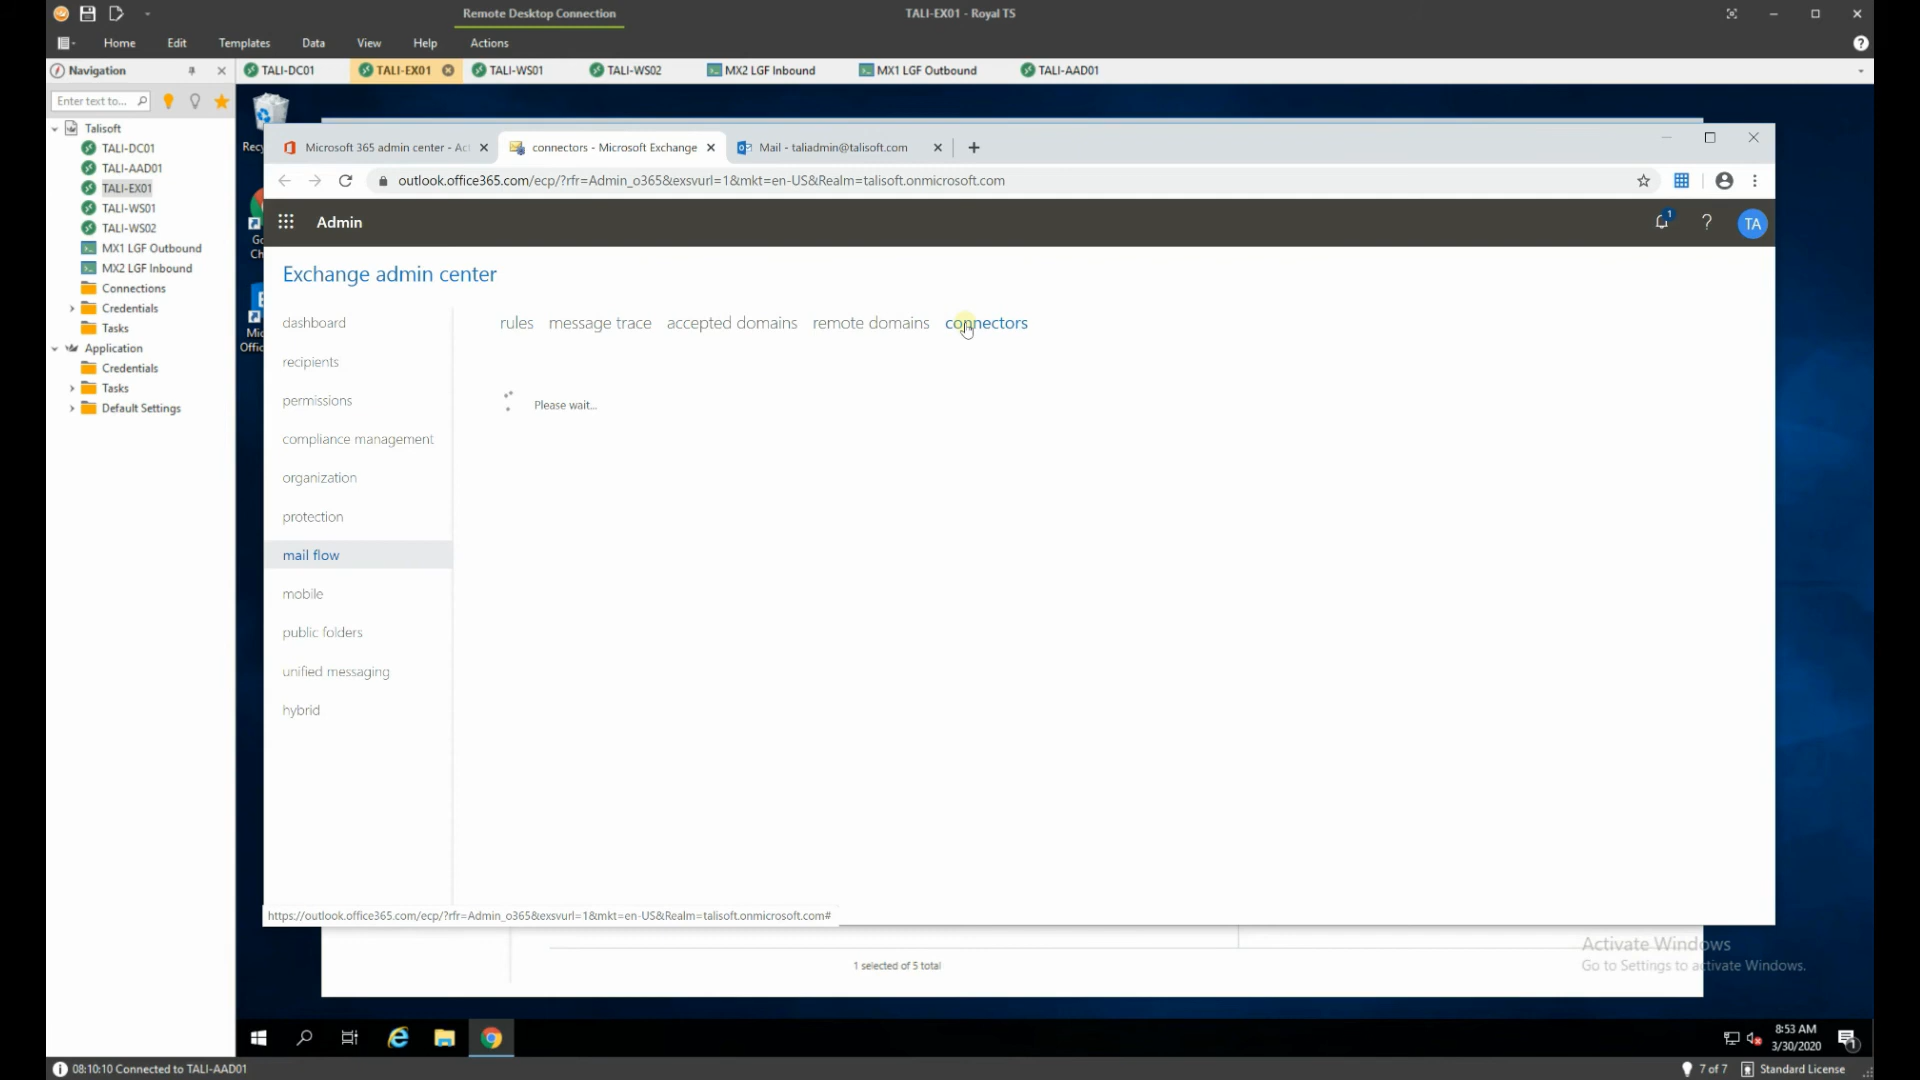 Remote Desktop Connection
TALI-EX01 - Royal TS
Home Edit Templates Data View Help Actions
Navigation
TALI-DC01 TALI-EX01 TALI-WS01 TALI-WS02 MX2 LGF Inbound MX1 LGF Outbound TALI-AAD01
Enter text to...
Talisoft
TALI-DC01
TALI-AAD01
TALI-EX01
TALI-WS01
TALI-WS02
MX1 LGF Outbound
MX2 LGF Inbound
Connections
Credentials
Tasks
Application
Credentials
Tasks
Default Settings
Recy
Go
Ch
Mic
Offic
Microsoft 365 admin center - Act
connectors - Microsoft Exchange
Mail - taliadmin@talisoft.com
outlook.office365.com/ecp/?rfr=Admin_o365&exsvurl=1&mkt=en-US&Realm=talisoft.onmicrosoft.com
Admin
1
?
TA
Exchange admin center
dashboard
recipients
permissions
compliance management
organization
protection
mail flow
mobile
public folders
unified messaging
hybrid
rules message trace accepted domains remote domains connectors
Please wait...
https://outlook.office365.com/ecp/?rfr=Admin_o365&exsvurl=1&mkt=en-US&Realm=talisoft.onmicrosoft.com#
1 selected of 5 total
Activate Windows
Go to Settings to activate Windows.
8:53 AM
3/30/2020
1
08:10:10 Connected to TALI-AAD01
7 of 7
Standard License